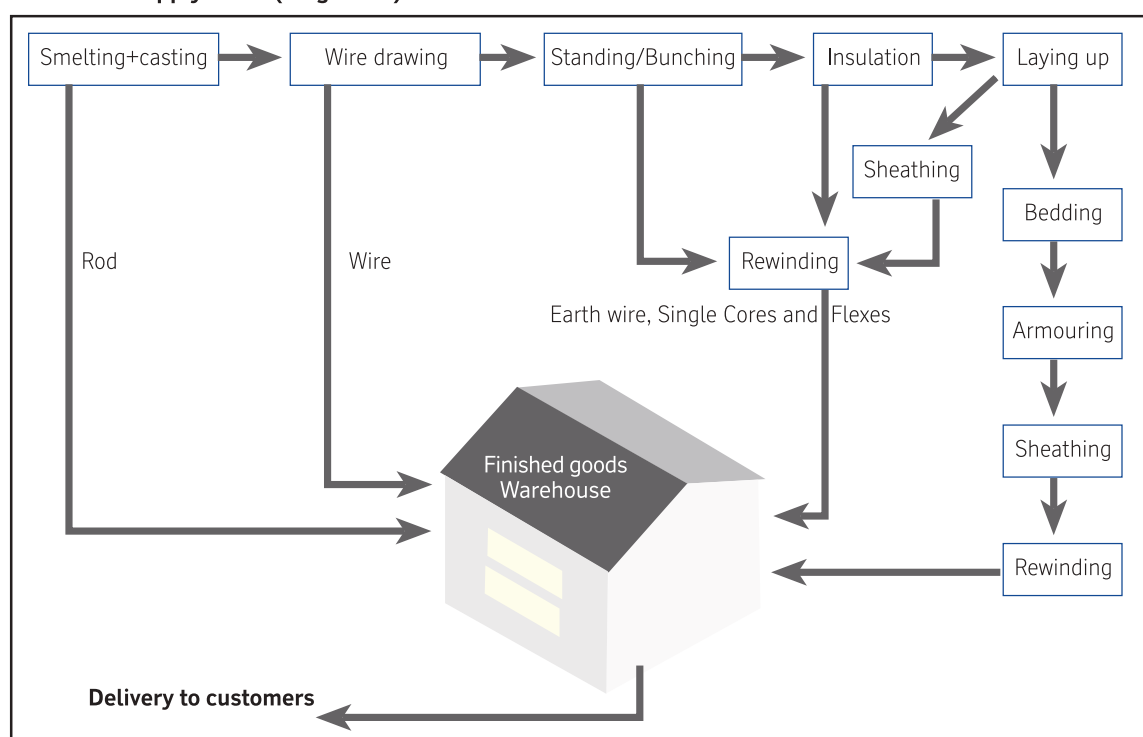 Smelting+casting
Wire drawing
Standing/Bunching
Insulation
Laying up
Sheathing
Bedding
Rod
Wire
Rewinding
Earth wire, Single Cores and Flexes
Armouring
Sheathing
Finished goods
Warehouse
Rewinding
Delivery to customers